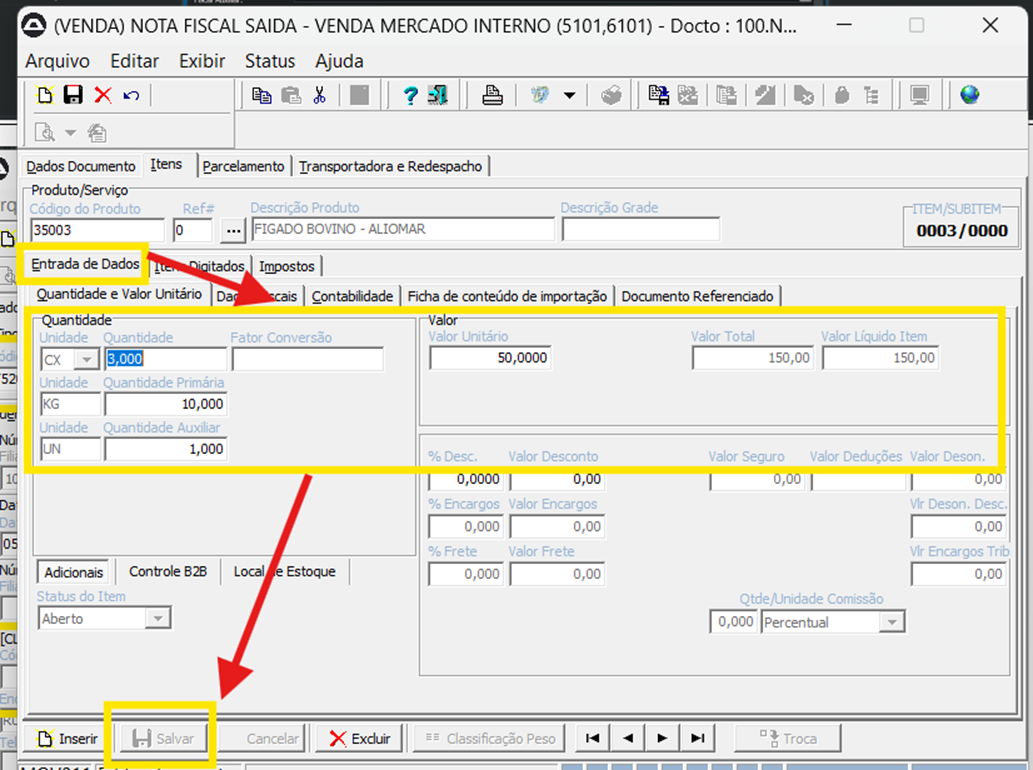 (VENDA) NOTA FISCAL SAIDA - VENDA MERCADO INTERNO (5101,6101) - Docto : 100.N...
Arquivo Editar Exibir Status Ajuda
Dados Documento Itens Parcelamento Transportadora e Redespacho
Produto/Serviço
Código do Produto Ref# Descrição Produto Descrição Grade ITEM/SUBITEM
35003 0 ... FIGADO BOVINO - ALIOMAR 0003/0000
Entrada de Dados Itens Digitados Impostos
Quantidade e Valor Unitário Contabilidade Ficha de conteúdo de importação Documento Referenciado
Quantidade Valor
Unidade Quantidade Fator Conversão Valor Unitário Valor Total Valor Líquido Item
CX 3,000 50,0000 150,00 150,00
Unidade Quantidade Primária
KG 10,000
Unidade Quantidade Auxiliar
UN 1,000
% Desc. Valor Desconto Valor Seguro Valor Deduções Valor Deson.
0,0000 0,00 0,00 0,00
% Encargos Valor Encargos Vlr Deson. Desc.
0,000 0,00 0,00
% Frete Valor Frete Vlr Encargos Trib
0,000 0,00 0,00
Adicionais Controle B2B Local de Estoque
Status do Item Qtde/Unidade Comissão
Aberto 0,000 Percentual
Inserir Salvar Cancelar Excluir Classificação Peso Troca